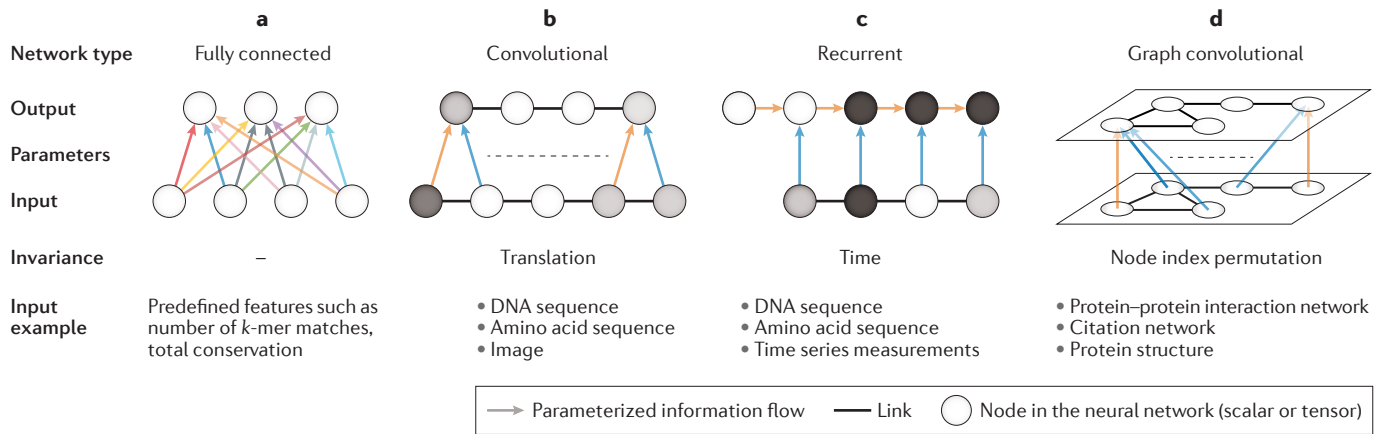 a b c d
Network type Fully connected Convolutional Recurrent Graph convolutional
Output
Parameters
Input
Invariance – Translation Time Node index permutation
Input example
Predefined features such as
number of k-mer matches,
total conservation
• DNA sequence
• Amino acid sequence
• Image
• DNA sequence
• Amino acid sequence
• Time series measurements
• Protein–protein interaction network
• Citation network
• Protein structure
Parameterized information flow Link Node in the neural network (scalar or tensor)